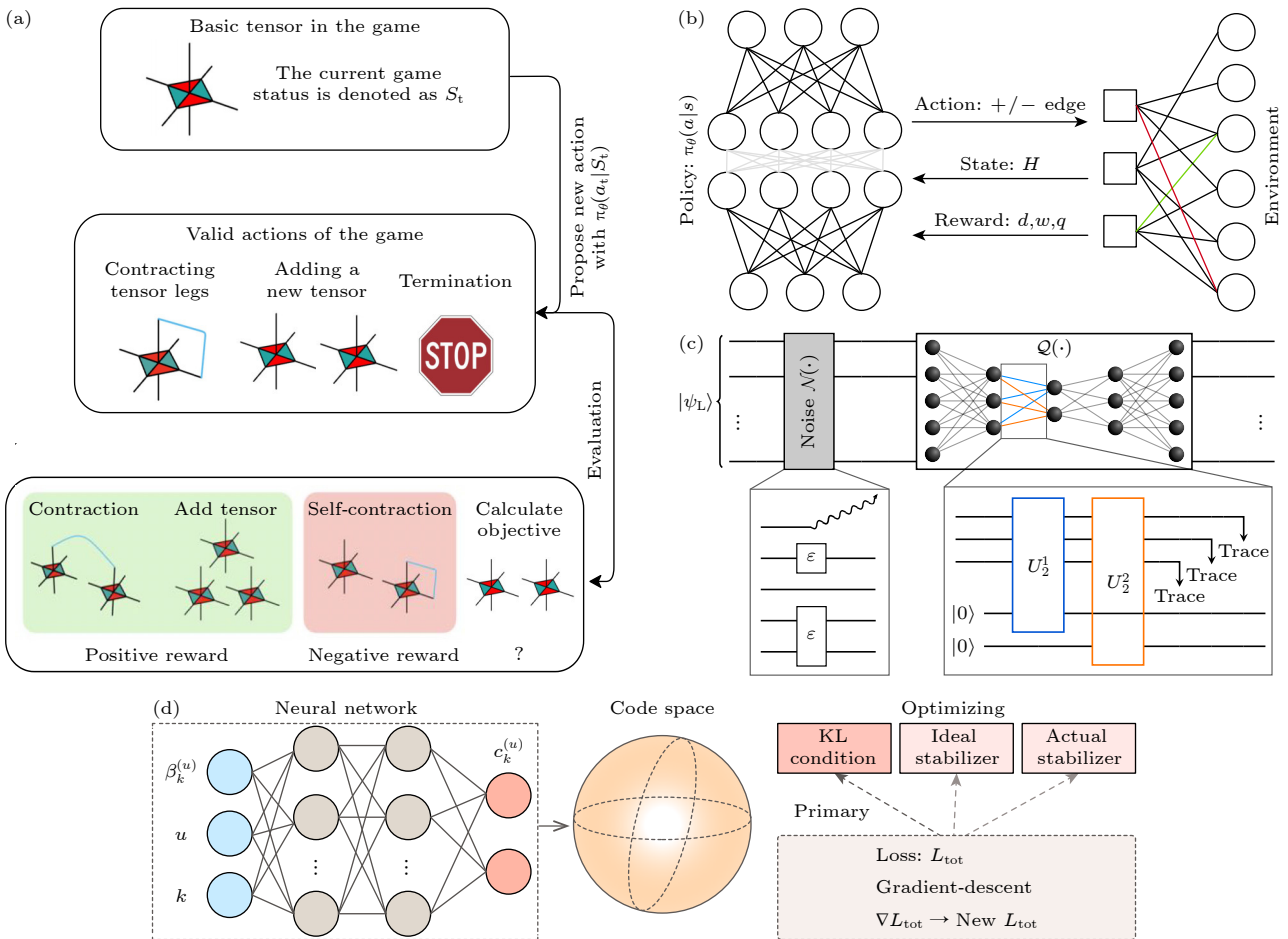 (a)
Basic tensor in the game
The current game
status is denoted as S_t
Propose new action
with π_θ(a_t|S_t)
Valid actions of the game
Contracting
tensor legs
Adding a
new tensor
Termination
STOP
Evaluation
Contraction
Add tensor
Self-contraction
Calculate
objective
Positive reward
Negative reward
?
(b)
Policy: π_θ(a|s)
Action: +/− edge
State: H
Reward: d,w,q
Environment
(c)
|ψ_L⟩
⋮
Noise 𝒩(·)
𝒬(·)
⋮
ε
ε
U_2^1
U_2^2
Trace
Trace
Trace
|0⟩
|0⟩
(d)
Neural network
β_k^(u)
u
k
⋮
⋮
c_k^(u)
Code space
Optimizing
KL
condition
Ideal
stabilizer
Actual
stabilizer
Primary
Loss: L_tot
Gradient-descent
∇L_tot → New L_tot